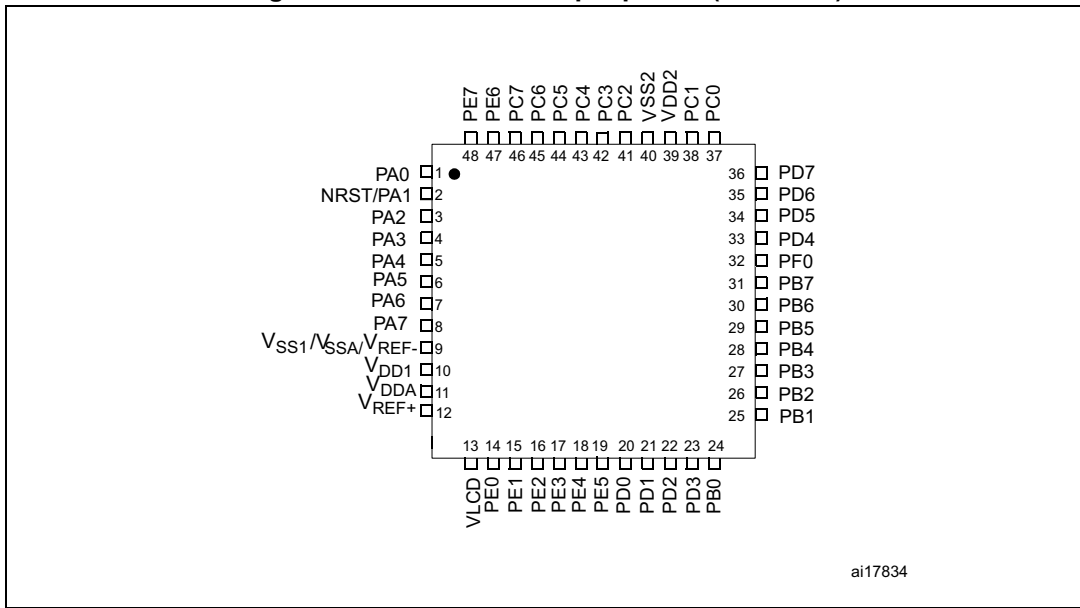 PE7
PE6
PC7
PC6
PC5
PC4
PC3
PC2
VSS2
VDD2
PC1
PC0
48 47 46 45 44 43 42 41 40 39 38 37
PA0 1
NRST/PA1 2
PA2 3
PA3 4
PA4 5
PA5 6
PA6 7
PA7 8
VSS1/VSSA/VREF- 9
VDD1 10
VDDA 11
VREF+ 12
36 PD7
35 PD6
34 PD5
33 PD4
32 PF0
31 PB7
30 PB6
29 PB5
28 PB4
27 PB3
26 PB2
25 PB1
13 14 15 16 17 18 19 20 21 22 23 24
VLCD
PE0
PE1
PE2
PE3
PE4
PE5
PD0
PD1
PD2
PD3
PB0
ai17834